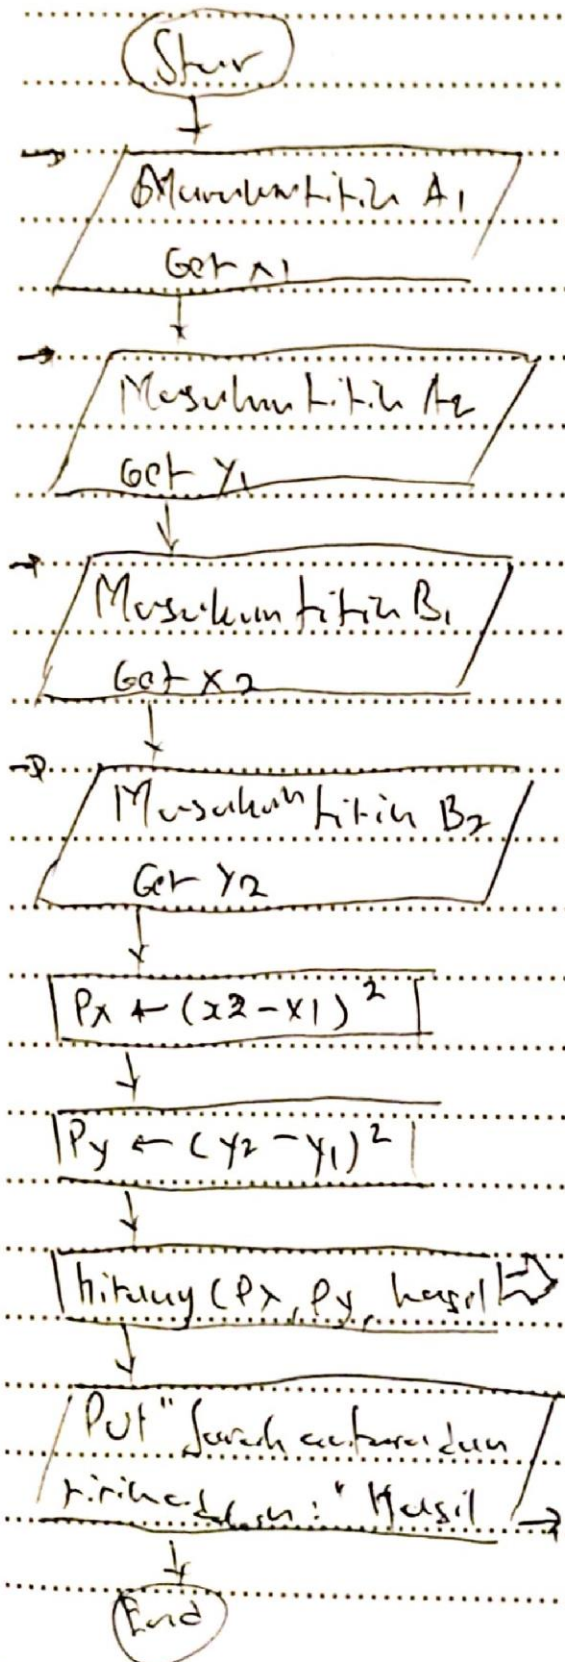 Start
Masukan titik A1
Get x1
Masukan titik A2
Get y1
Masukan titik B1
Get x2
Masukan titik B2
Get y2
Px ← (x2-x1)²
Py ← (y2-y1)²
hitung (Px, Py, hasil
Put "Jarak antara dua
titik adalah : " Hasil
End